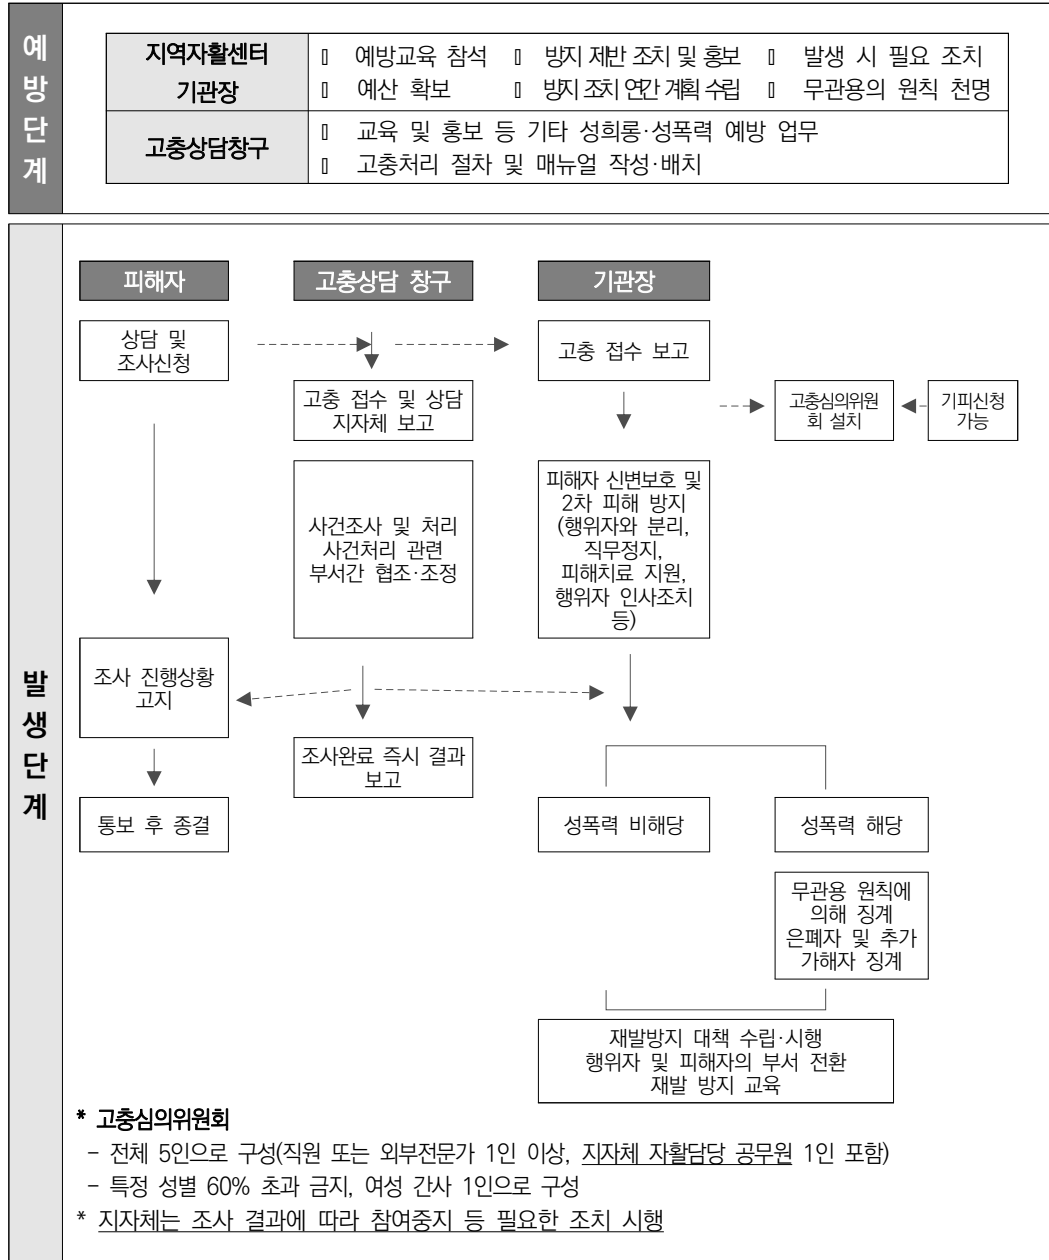 예
방
단
계
지역자활센터
기관장
▯ 예방교육 참석 ▯ 방지 제반 조치 및 홍보 ▯ 발생 시 필요 조치
▯ 예산 확보 ▯ 방지 조치 연간 계획 수립 ▯ 무관용의 원칙 천명
고충상담창구
▯ 교육 및 홍보 등 기타 성희롱·성폭력 예방 업무
▯ 고충처리 절차 및 매뉴얼 작성·배치
발
생
단
계
피해자
고충상담 창구
기관장
상담 및
조사신청
고충 접수 보고
고충 접수 및 상담
지자체 보고
고충심의위원
회 설치
기피신청
가능
사건조사 및 처리
사건처리 관련
부서간 협조·조정
피해자 신변보호 및
2차 피해 방지
(행위자와 분리,
직무정지,
피해치료 지원,
행위자 인사조치
등)
조사 진행상황
고지
조사완료 즉시 결과
보고
통보 후 종결
성폭력 비해당
성폭력 해당
무관용 원칙에
의해 징계
은폐자 및 추가
가해자 징계
재발방지 대책 수립·시행
행위자 및 피해자의 부서 전환
재발 방지 교육
* 고충심의위원회
- 전체 5인으로 구성(직원 또는 외부전문가 1인 이상, 지자체 자활담당 공무원 1인 포함)
- 특정 성별 60% 초과 금지, 여성 간사 1인으로 구성
* 지자체는 조사 결과에 따라 참여중지 등 필요한 조치 시행